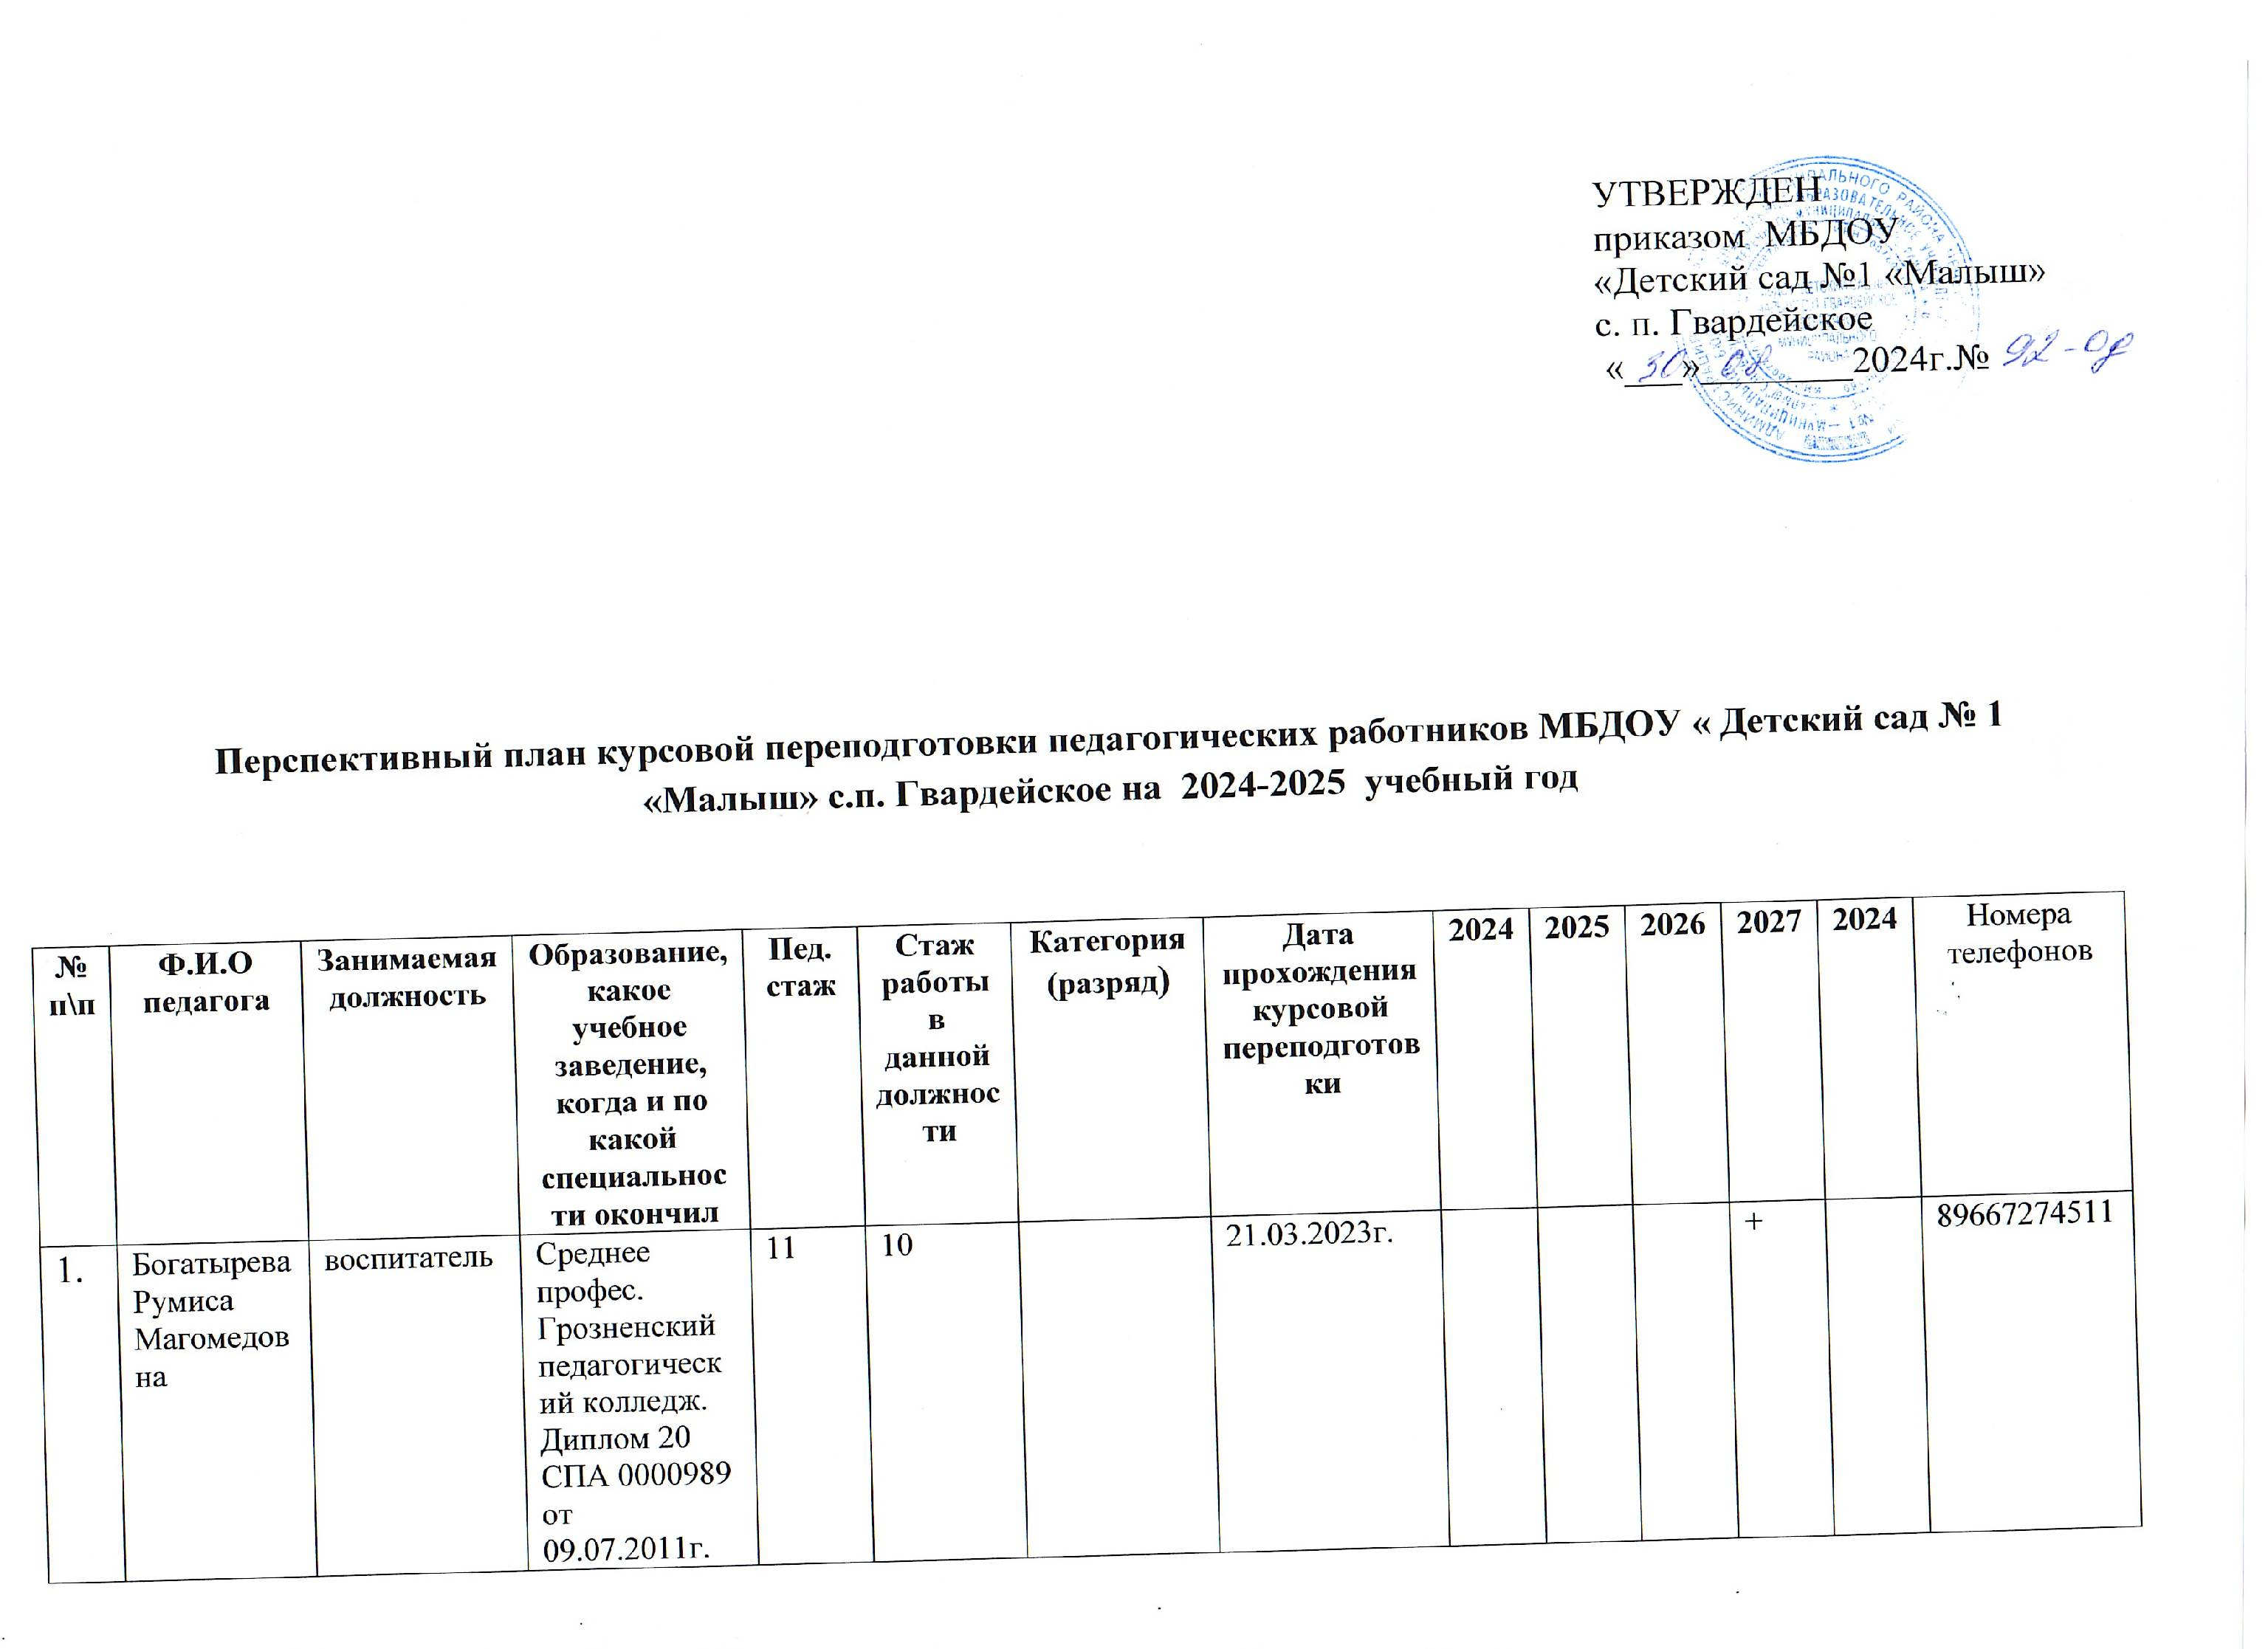 УТВЕРЖДЕН
приказом МБДОУ
«Детский сад №1 «Малыш»
с. п. Гвардейское
«30» 08 2024г.№ 92-од
Перспективный план курсовой переподготовки педагогических работников МБДОУ « Детский сад № 1
«Малыш» с.п. Гвардейское на 2024-2025 учебный год
№
п\п
Ф.И.О
педагога
Занимаемая
должность
Образование,
какое
учебное
заведение,
когда и по
какой
специальнос
ти окончил
Пед.
стаж
Стаж
работы
в
данной
должнос
ти
Категория
(разряд)
Дата
прохождения
курсовой
переподготов
ки
2024
2025
2026
2027
2024
Номера
телефонов
1.
Богатырева
Румиса
Магомедов
на
воспитатель
Среднее
профес.
Грозненский
педагогическ
ий колледж.
Диплом 20
СПА 0000989
от
09.07.2011г.
11
10
21.03.2023г.
+
89667274511